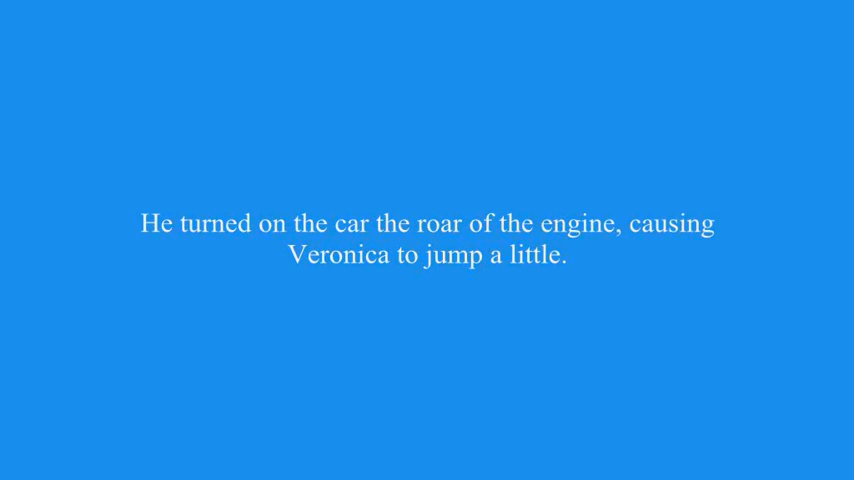 He turned on the car the roar of the engine, causing
Veronica to jump a little.